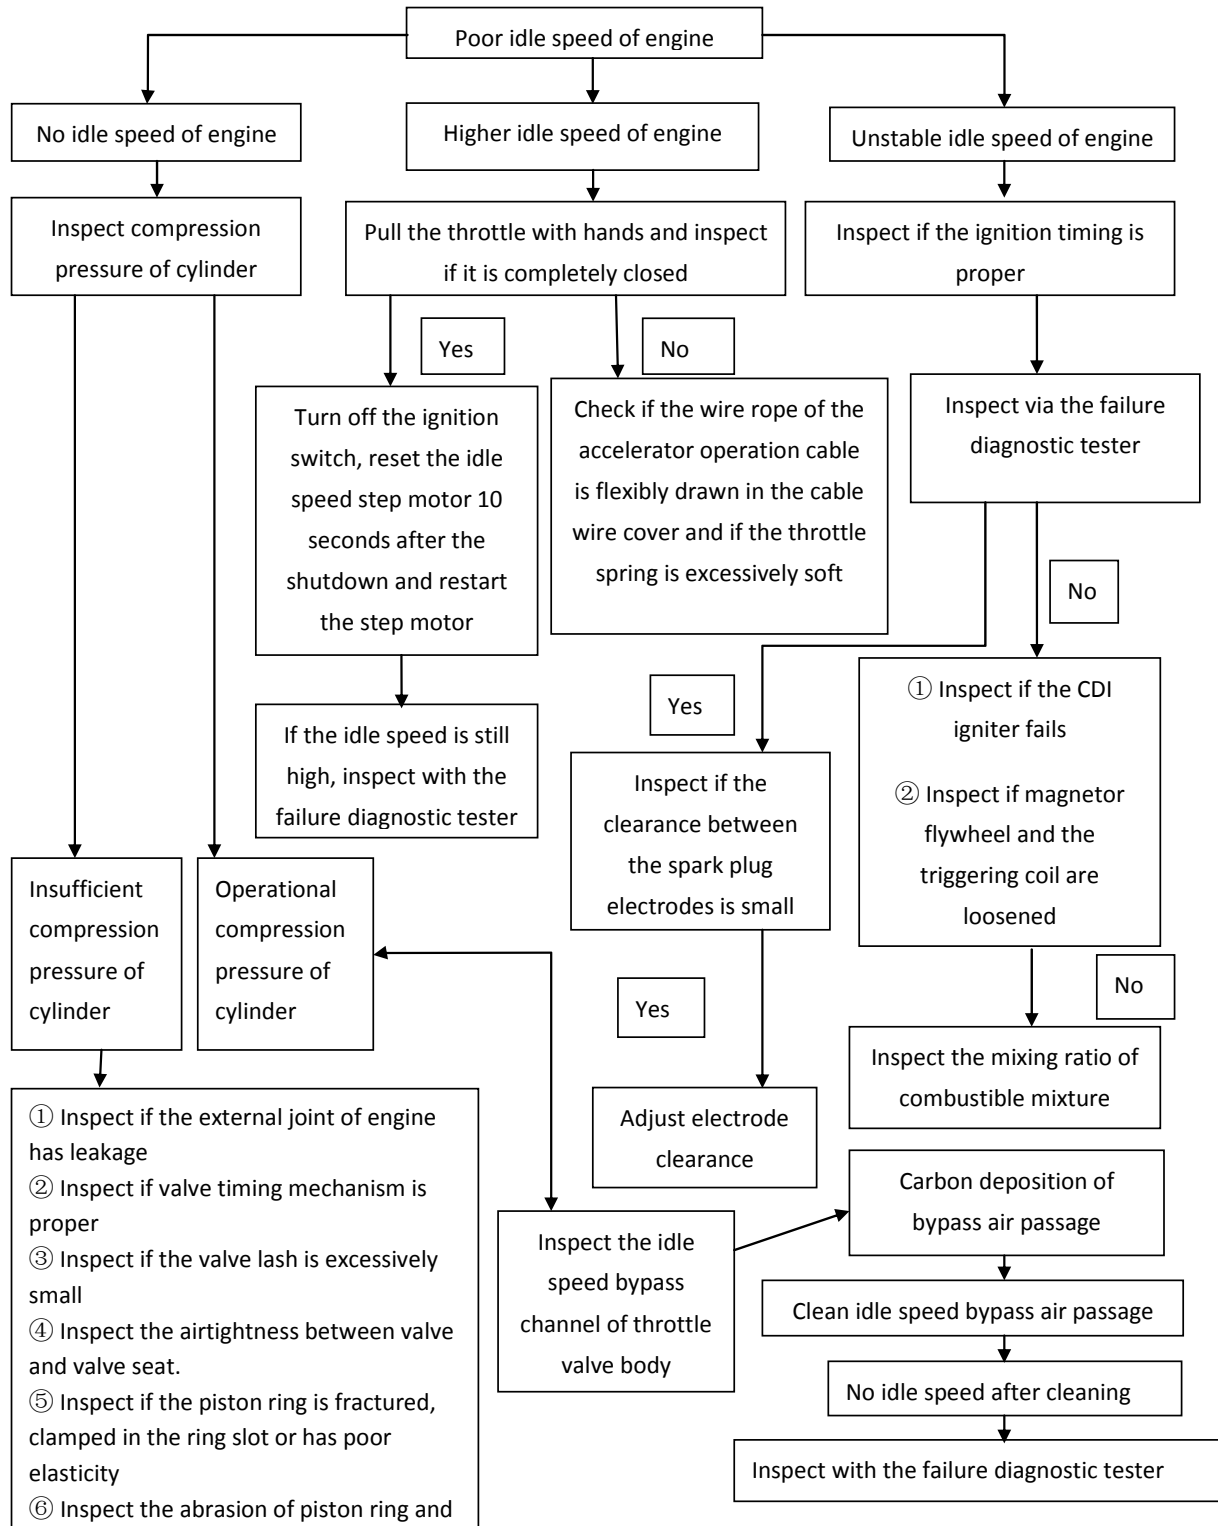 Poor idle speed of engine
No idle speed of engine
Higher idle speed of engine
Unstable idle speed of engine
Inspect compression
pressure of cylinder
Pull the throttle with hands and inspect
if it is completely closed
Inspect if the ignition timing is
proper
Yes
No
Turn off the ignition
switch, reset the idle
speed step motor 10
seconds after the
shutdown and restart
the step motor
Check if the wire rope of the
accelerator operation cable
is flexibly drawn in the cable
wire cover and if the throttle
spring is excessively soft
Inspect via the failure
diagnostic tester
No
Yes
If the idle speed is still
high, inspect with the
failure diagnostic tester
① Inspect if the CDI
igniter fails
② Inspect if magnetor
flywheel and the
triggering coil are
loosened
Inspect if the
clearance between
the spark plug
electrodes is small
Insufficient
compression
pressure of
cylinder
Operational
compression
pressure of
cylinder
Yes
No
Inspect the mixing ratio of
combustible mixture
Adjust electrode
clearance
① Inspect if the external joint of engine
has leakage
② Inspect if valve timing mechanism is
proper
③ Inspect if the valve lash is excessively
small
④ Inspect the airtightness between valve
and valve seat.
⑤ Inspect if the piston ring is fractured,
clamped in the ring slot or has poor
elasticity
⑥ Inspect the abrasion of piston ring and
Inspect the idle
speed bypass
channel of throttle
valve body
Carbon deposition of
bypass air passage
Clean idle speed bypass air passage
No idle speed after cleaning
Inspect with the failure diagnostic tester